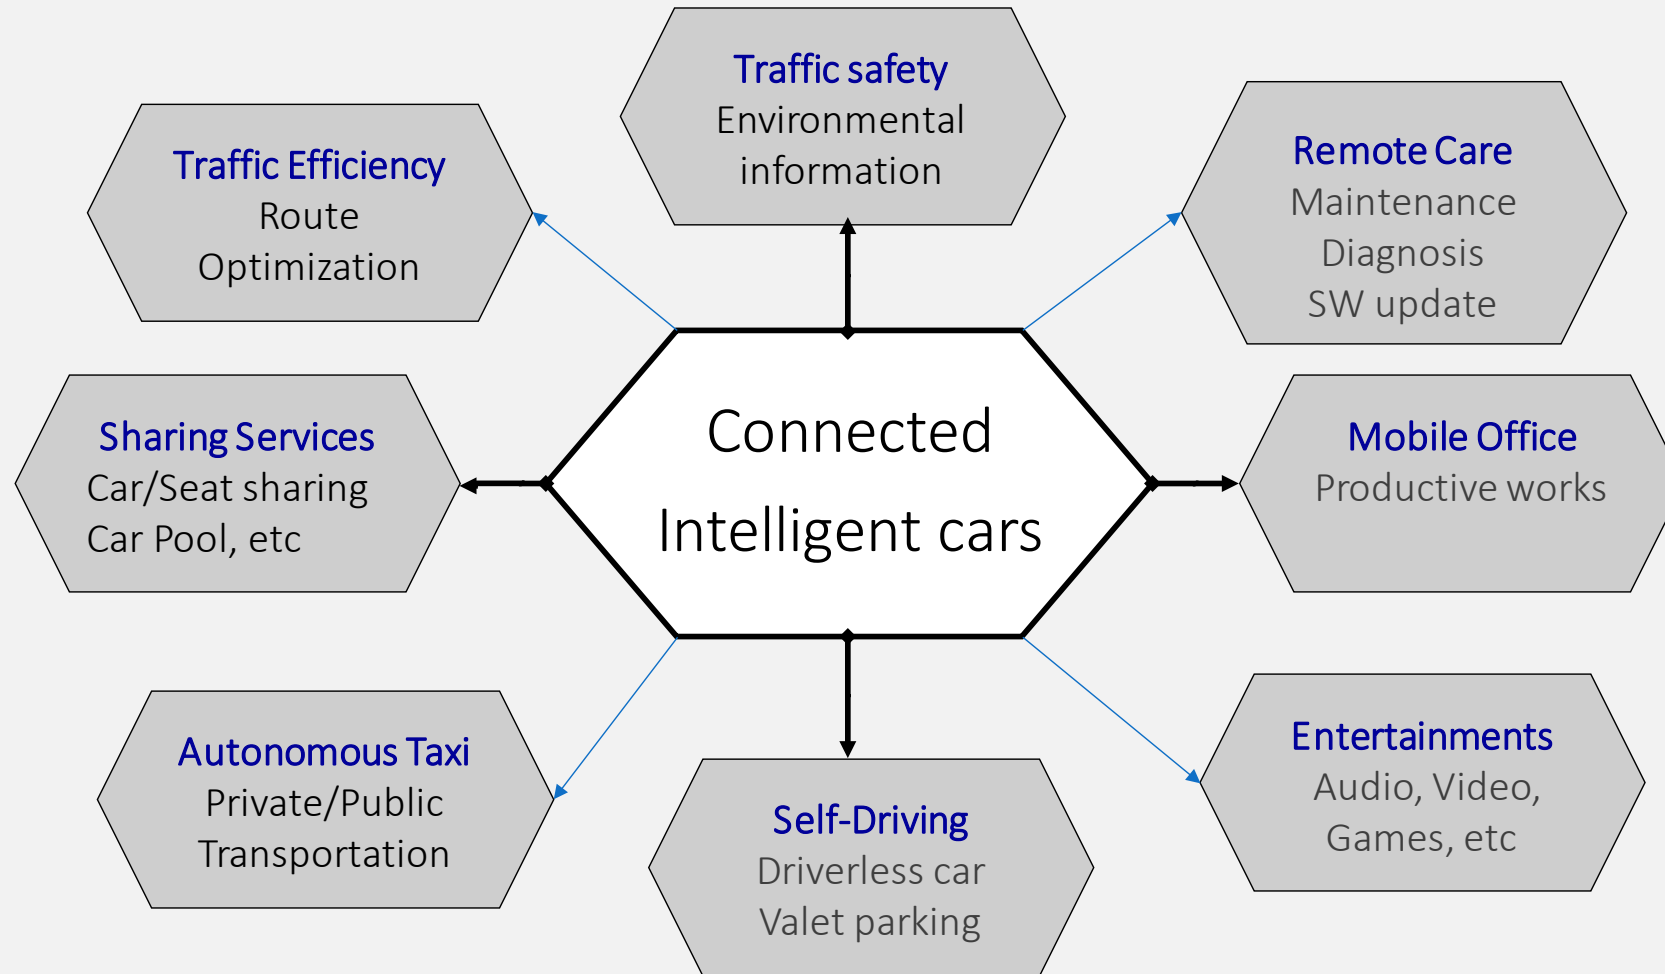 Traffic safety
Environmental
information
Traffic Efficiency
Route
Optimization
Remote Care
Maintenance
Diagnosis
SW update
Sharing Services
Car/Seat sharing
Car Pool, etc
Connected
Intelligent cars
Mobile Office
Productive works
Autonomous Taxi
Private/Public
Transportation
Self-Driving
Driverless car
Valet parking
Entertainments
Audio, Video,
Games, etc